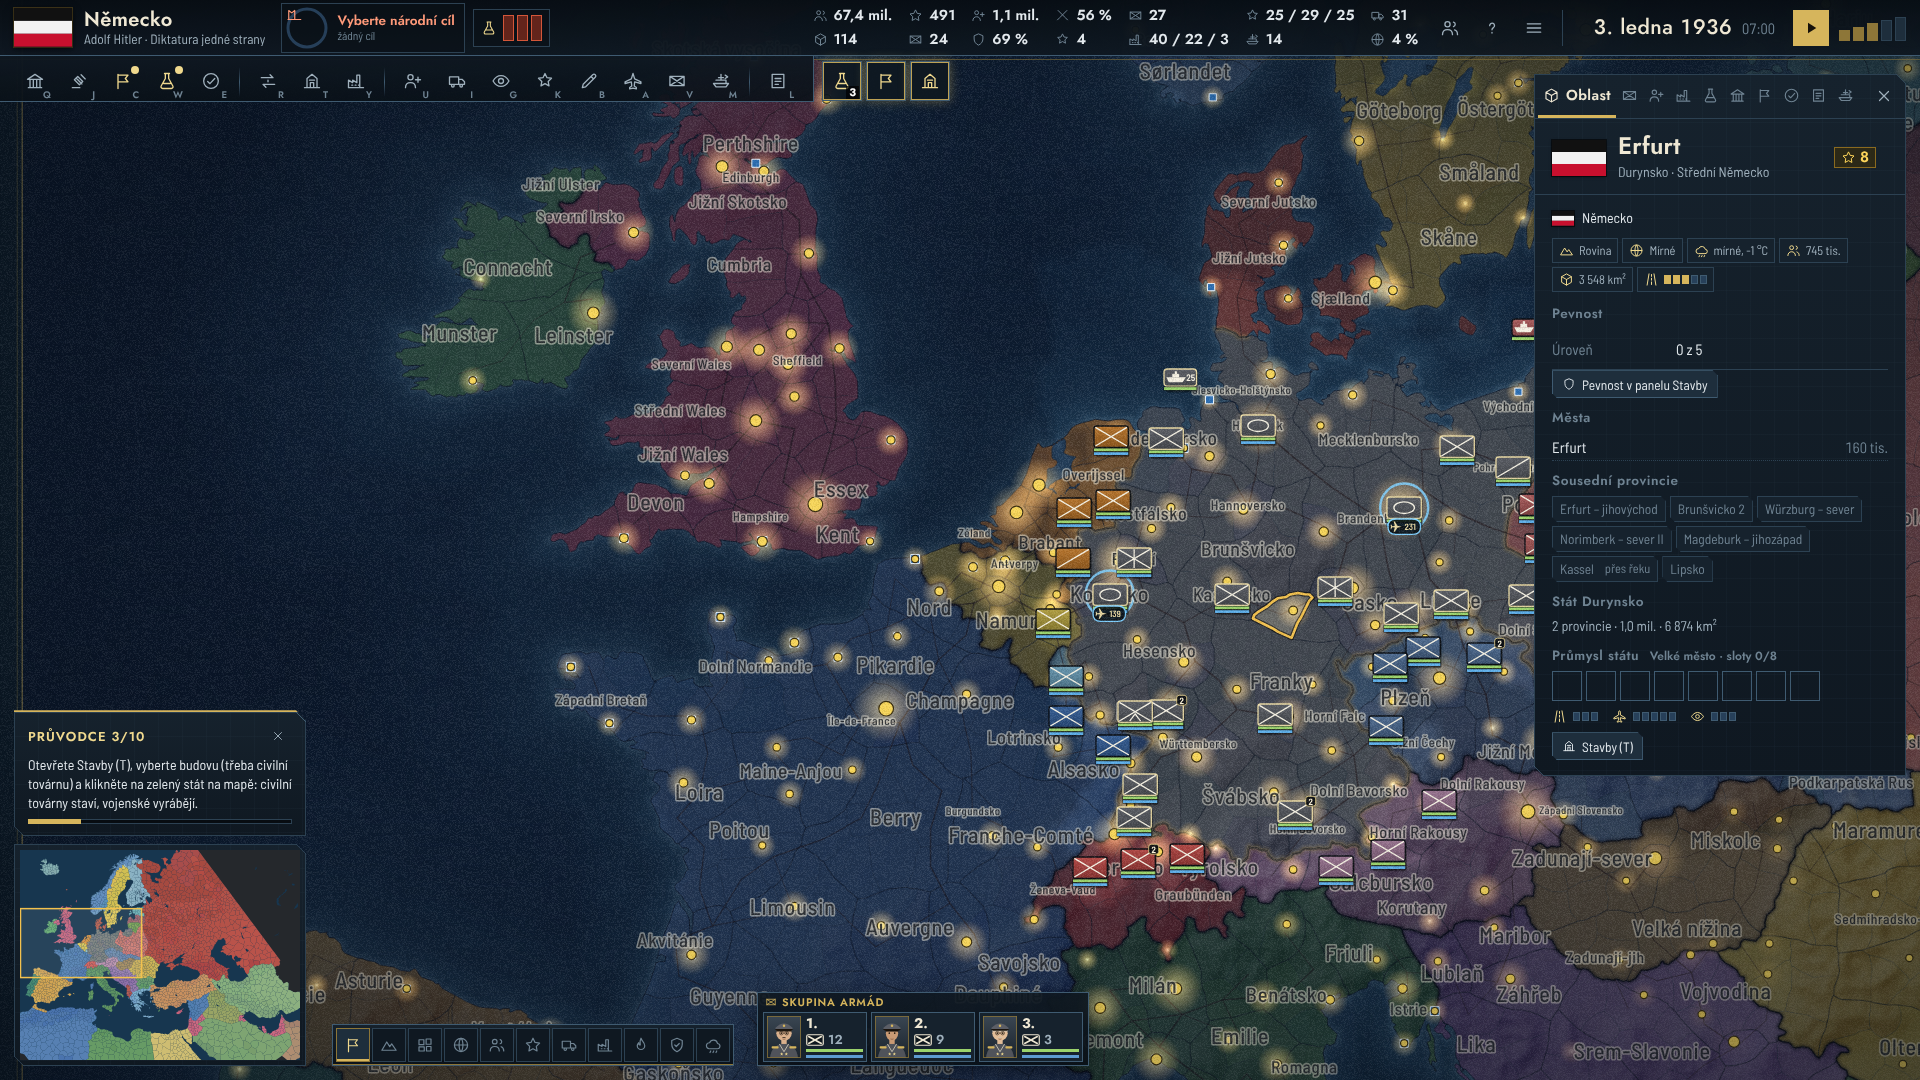 Německo
Adolf Hitler · Diktatura jedné strany
Vyberte národní cíl
žádný cíl
67,4 mil.
491
1,1 mil.
56 %
27
25 / 29 / 25
31
114
24
69 %
4
40 / 22 / 3
14
4 %
?
3. ledna 1936
07:00
Q
J
C
W
E
R
T
Y
U
I
G
K
B
A
V
M
L
3
Oblast
Erfurt
Durynsko · Střední Německo
8
Německo
Rovina
Mírné
mírné, -1 °C
745 tis.
3 548 km²
Pevnost
Úroveň
0 z 5
Pevnost v panelu Stavby
Města
Erfurt
160 tis.
Sousední provincie
Erfurt – jihovýchod
Brunšvicko 2
Würzburg – sever
Norimberk – sever II
Magdeburk – jihozápad
Kassel přes řeku
Lipsko
Stát Durynsko
2 provincie · 1,0 mil. · 6 874 km²
Průmysl státu
Velké město · sloty 0/8
Stavby (T)
Sørlandet
Göteborg
Perthshire
Edinburgh
Jižní Ulster
Jižní Skotsko
Severní Irsko
Småland
Severní Jutsko
Skåne
Connacht
Cumbria
Jižní Jutsko
Sjælland
Munster
Leinster
Severní Wales
Sheffield
25
Střední Wales
Mecklenbursko
Jižní Wales
Overijssel
Essex
Devon
Hampshire
Kent
Hannoversko
231
Zéland
Brabant
Brunšvicko
Antverpy
139
Nord
Namur
Hesensko
Dolní Normandie
Pikardie
2
Franky
Plzeň
Západní Bretaň
Île-de-France
Champagne
2
Horní Falc
Württembersko
Maine-Anjou
Alsasko
Loira
Švábsko
Dolní Bavorsko
Dolní Rakousy
Podkarpatská Rus
2
Burgundsko
Západní Slovensko
Berry
Poitou
Franche-Comté
Horní Rakousy
Miskolc
Zadunají-sever
2
Ženeva-Vaud
Graubünden
Limousin
Korutany
Auvergne
Akvitánie
Maribor
Velká nížina
Friuli
Zadunají-jih
Savojsko
Lublaň
Asturie
Milán
Benátsko
Záhřeb
Vojvodina
Istrie
Emilie
Lika
Srem-Slavonie
Romagna
PRŮVODCE 3/10
Otevřete Stavby (T), vyberte budovu (třeba civilní
továrnu) a klikněte na zelený stát na mapě: civilní
továrny staví, vojenské vyrábějí.
SKUPINA ARMÁD
1.
12
2.
9
3.
3